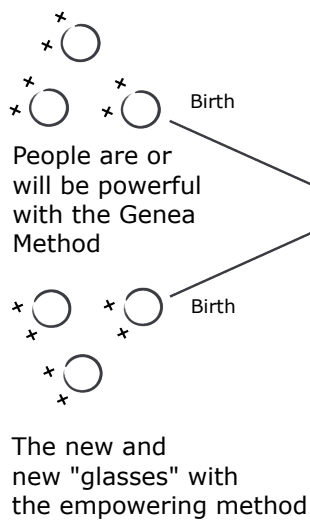 Birth
People are or
will be powerful
with the Genea
Method
Birth
The new and
new "glasses" with
the empowering method